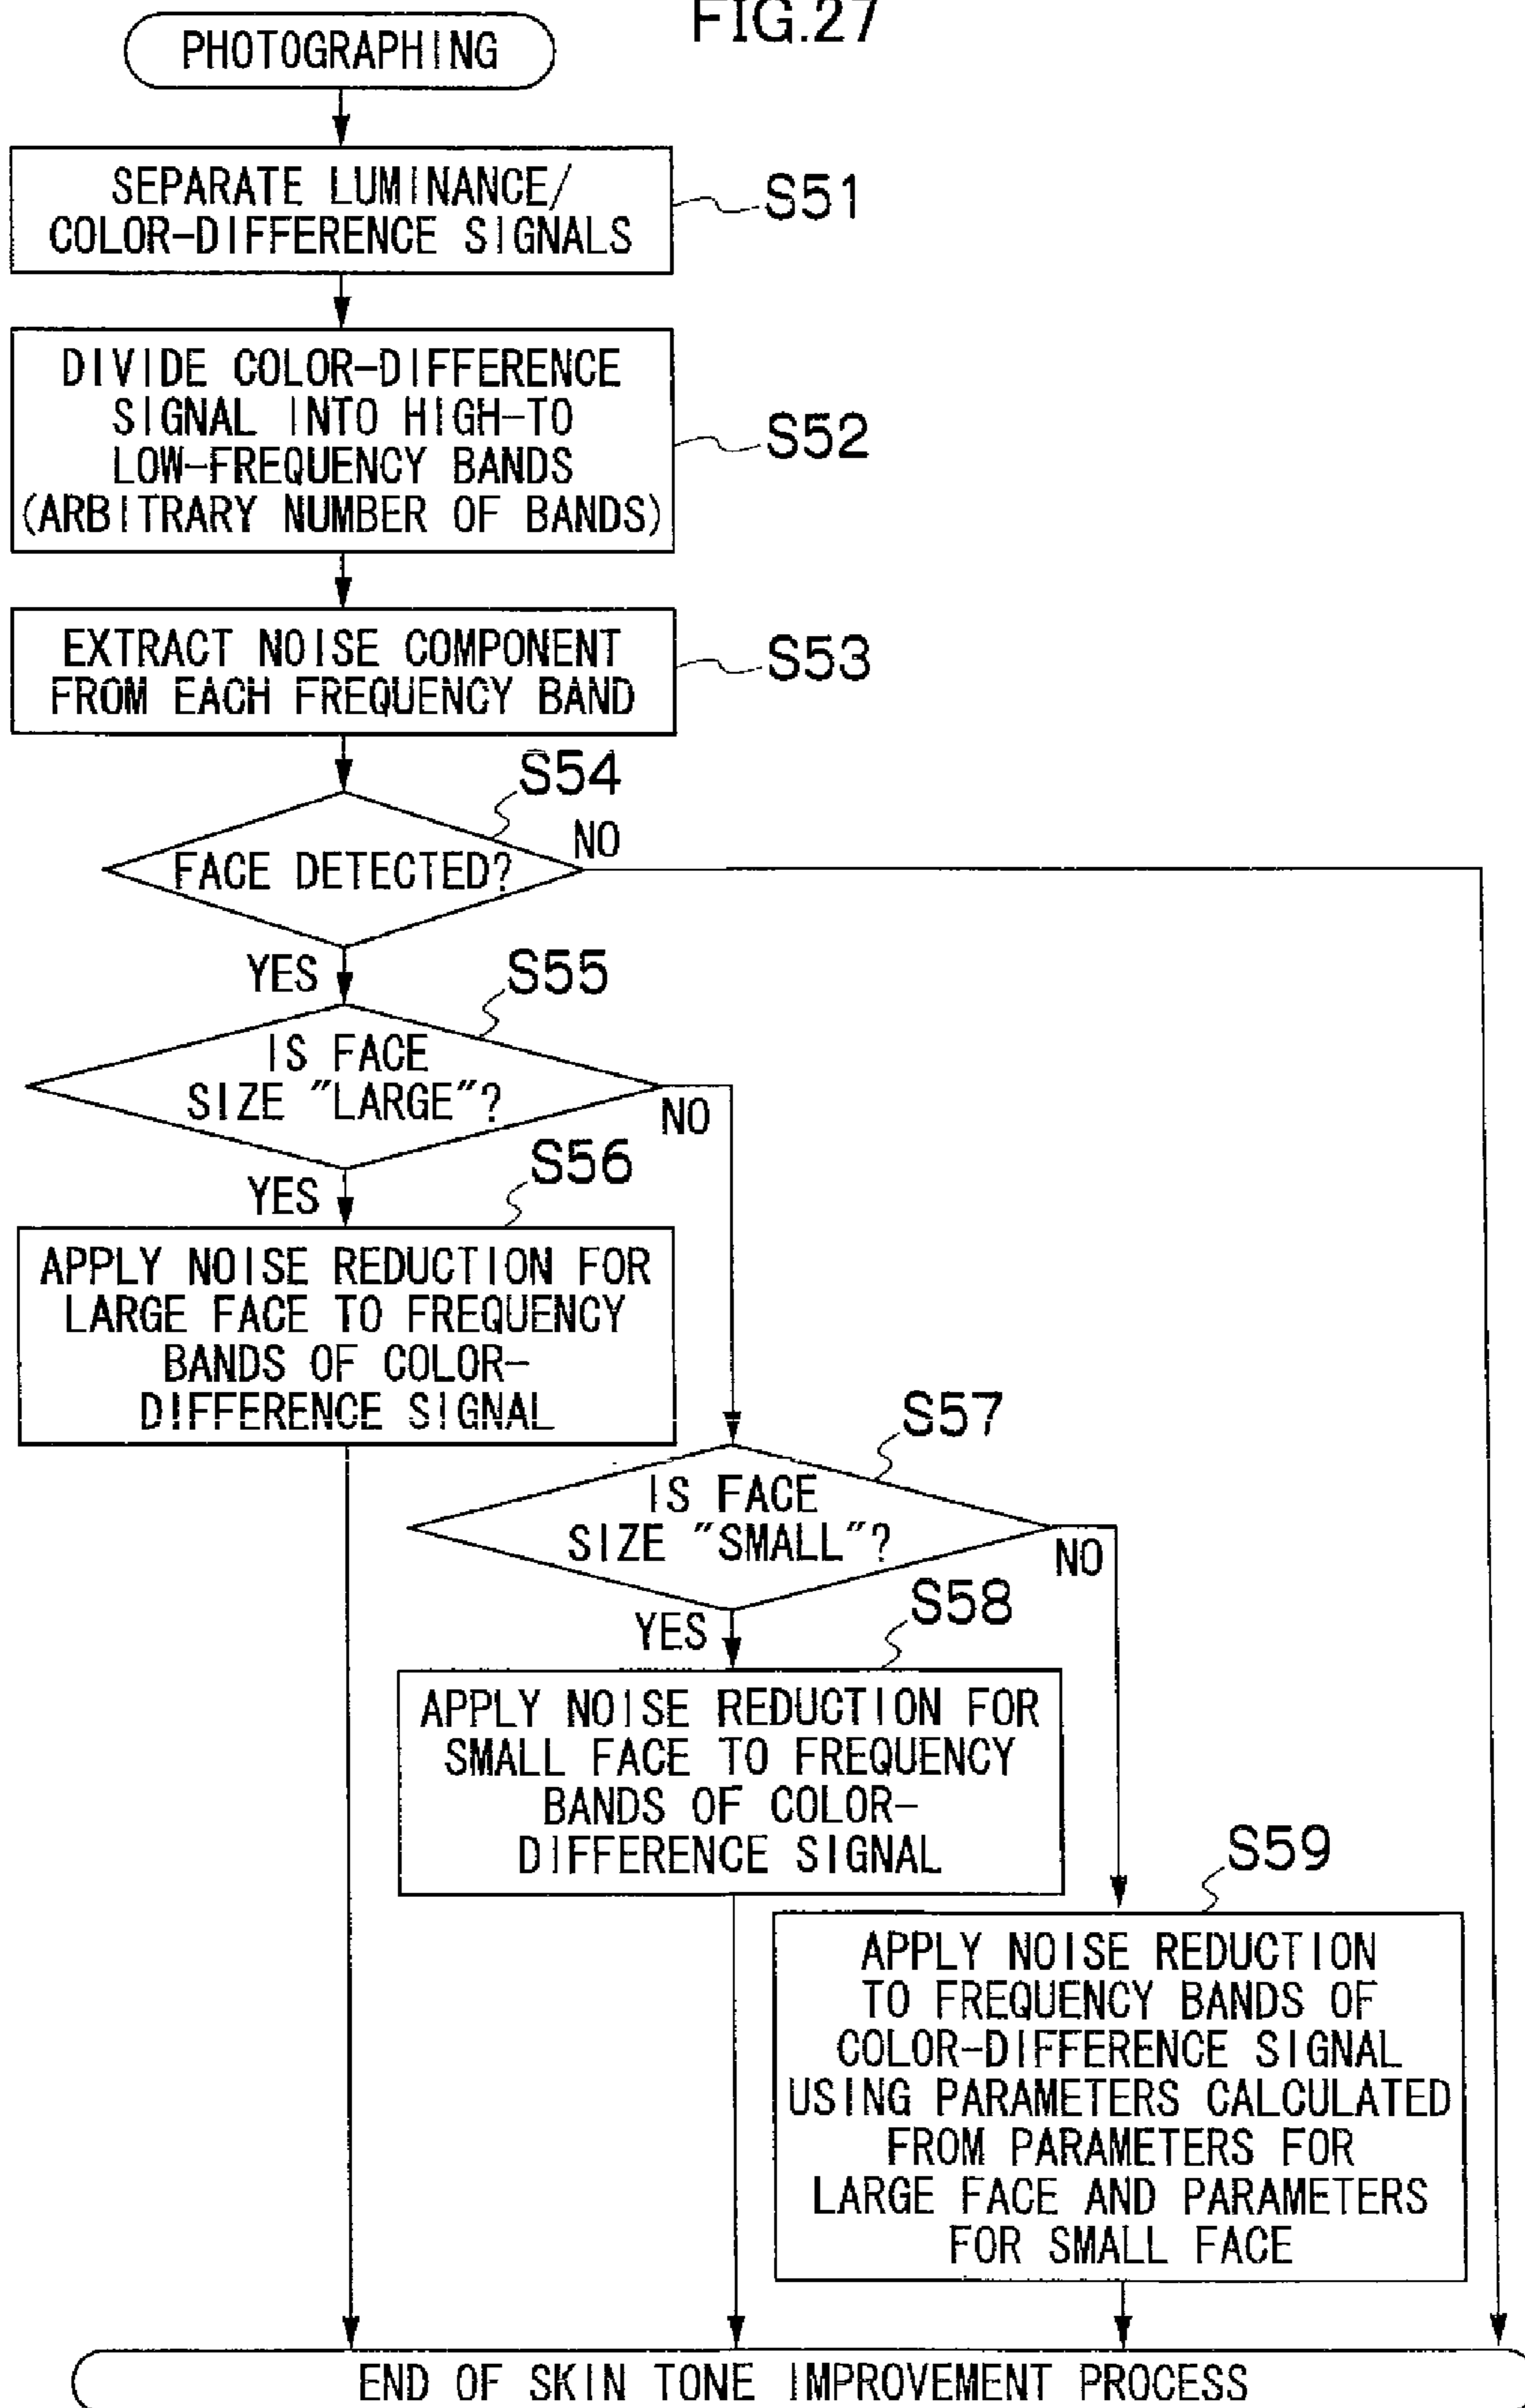 FIG.27
PHOTOGRAPHING
SEPARATE LUMINANCE/
COLOR-DIFFERENCE SIGNALS
S51
DIVIDE COLOR-DIFFERENCE
SIGNAL INTO HIGH-TO
LOW-FREQUENCY BANDS
(ARBITRARY NUMBER OF BANDS)
S52
EXTRACT NOISE COMPONENT
FROM EACH FREQUENCY BAND
S53
S54
FACE DETECTED?
NO
YES
S55
IS FACE
SIZE "LARGE"?
NO
YES
S56
APPLY NOISE REDUCTION FOR
LARGE FACE TO FREQUENCY
BANDS OF COLOR-
DIFFERENCE SIGNAL
S57
IS FACE
SIZE "SMALL"?
NO
YES
S58
APPLY NOISE REDUCTION FOR
SMALL FACE TO FREQUENCY
BANDS OF COLOR-
DIFFERENCE SIGNAL
S59
APPLY NOISE REDUCTION
TO FREQUENCY BANDS OF
COLOR-DIFFERENCE SIGNAL
USING PARAMETERS CALCULATED
FROM PARAMETERS FOR
LARGE FACE AND PARAMETERS
FOR SMALL FACE
END OF SKIN TONE IMPROVEMENT PROCESS